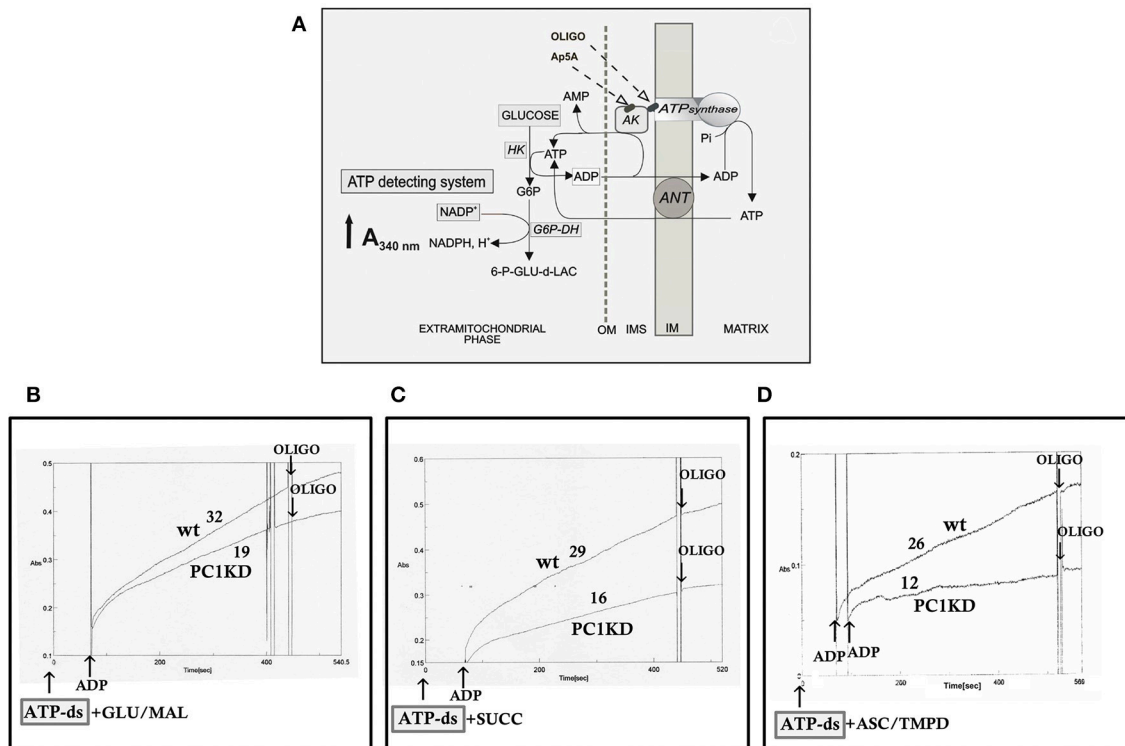 A
OLIGO
Ap5A
AMP
GLUCOSE
AK
ATPsynthase
HK
ATP
Pi
ADP
ADP
ATP detecting system
G6P
ANT
ATP
NADP+
A340 nm
NADPH, H+
G6P-DH
6-P-GLU-d-LAC
EXTRAMITOCHONDRIAL
PHASE
OM
IMS
IM
MATRIX
B
0.5
0.4
0.3
Abs
0.2
0.1
0
200
400
540.5
Time[sec]
OLIGO
OLIGO
wt
32
19
PC1KD
ADP
ATP-ds +GLU/MAL
C
0.6
0.5
0.4
Abs
0.3
0.2
0.15
0
200
400
520
Time[sec]
OLIGO
OLIGO
wt
29
16
PC1KD
ADP
ATP-ds +SUCC
D
0.2
0.1
Abs
0
200
400
Time[sec]
OLIGO
OLIGO
wt
26
12
PC1KD
ADP
ADP
ATP-ds +ASC/TMPD